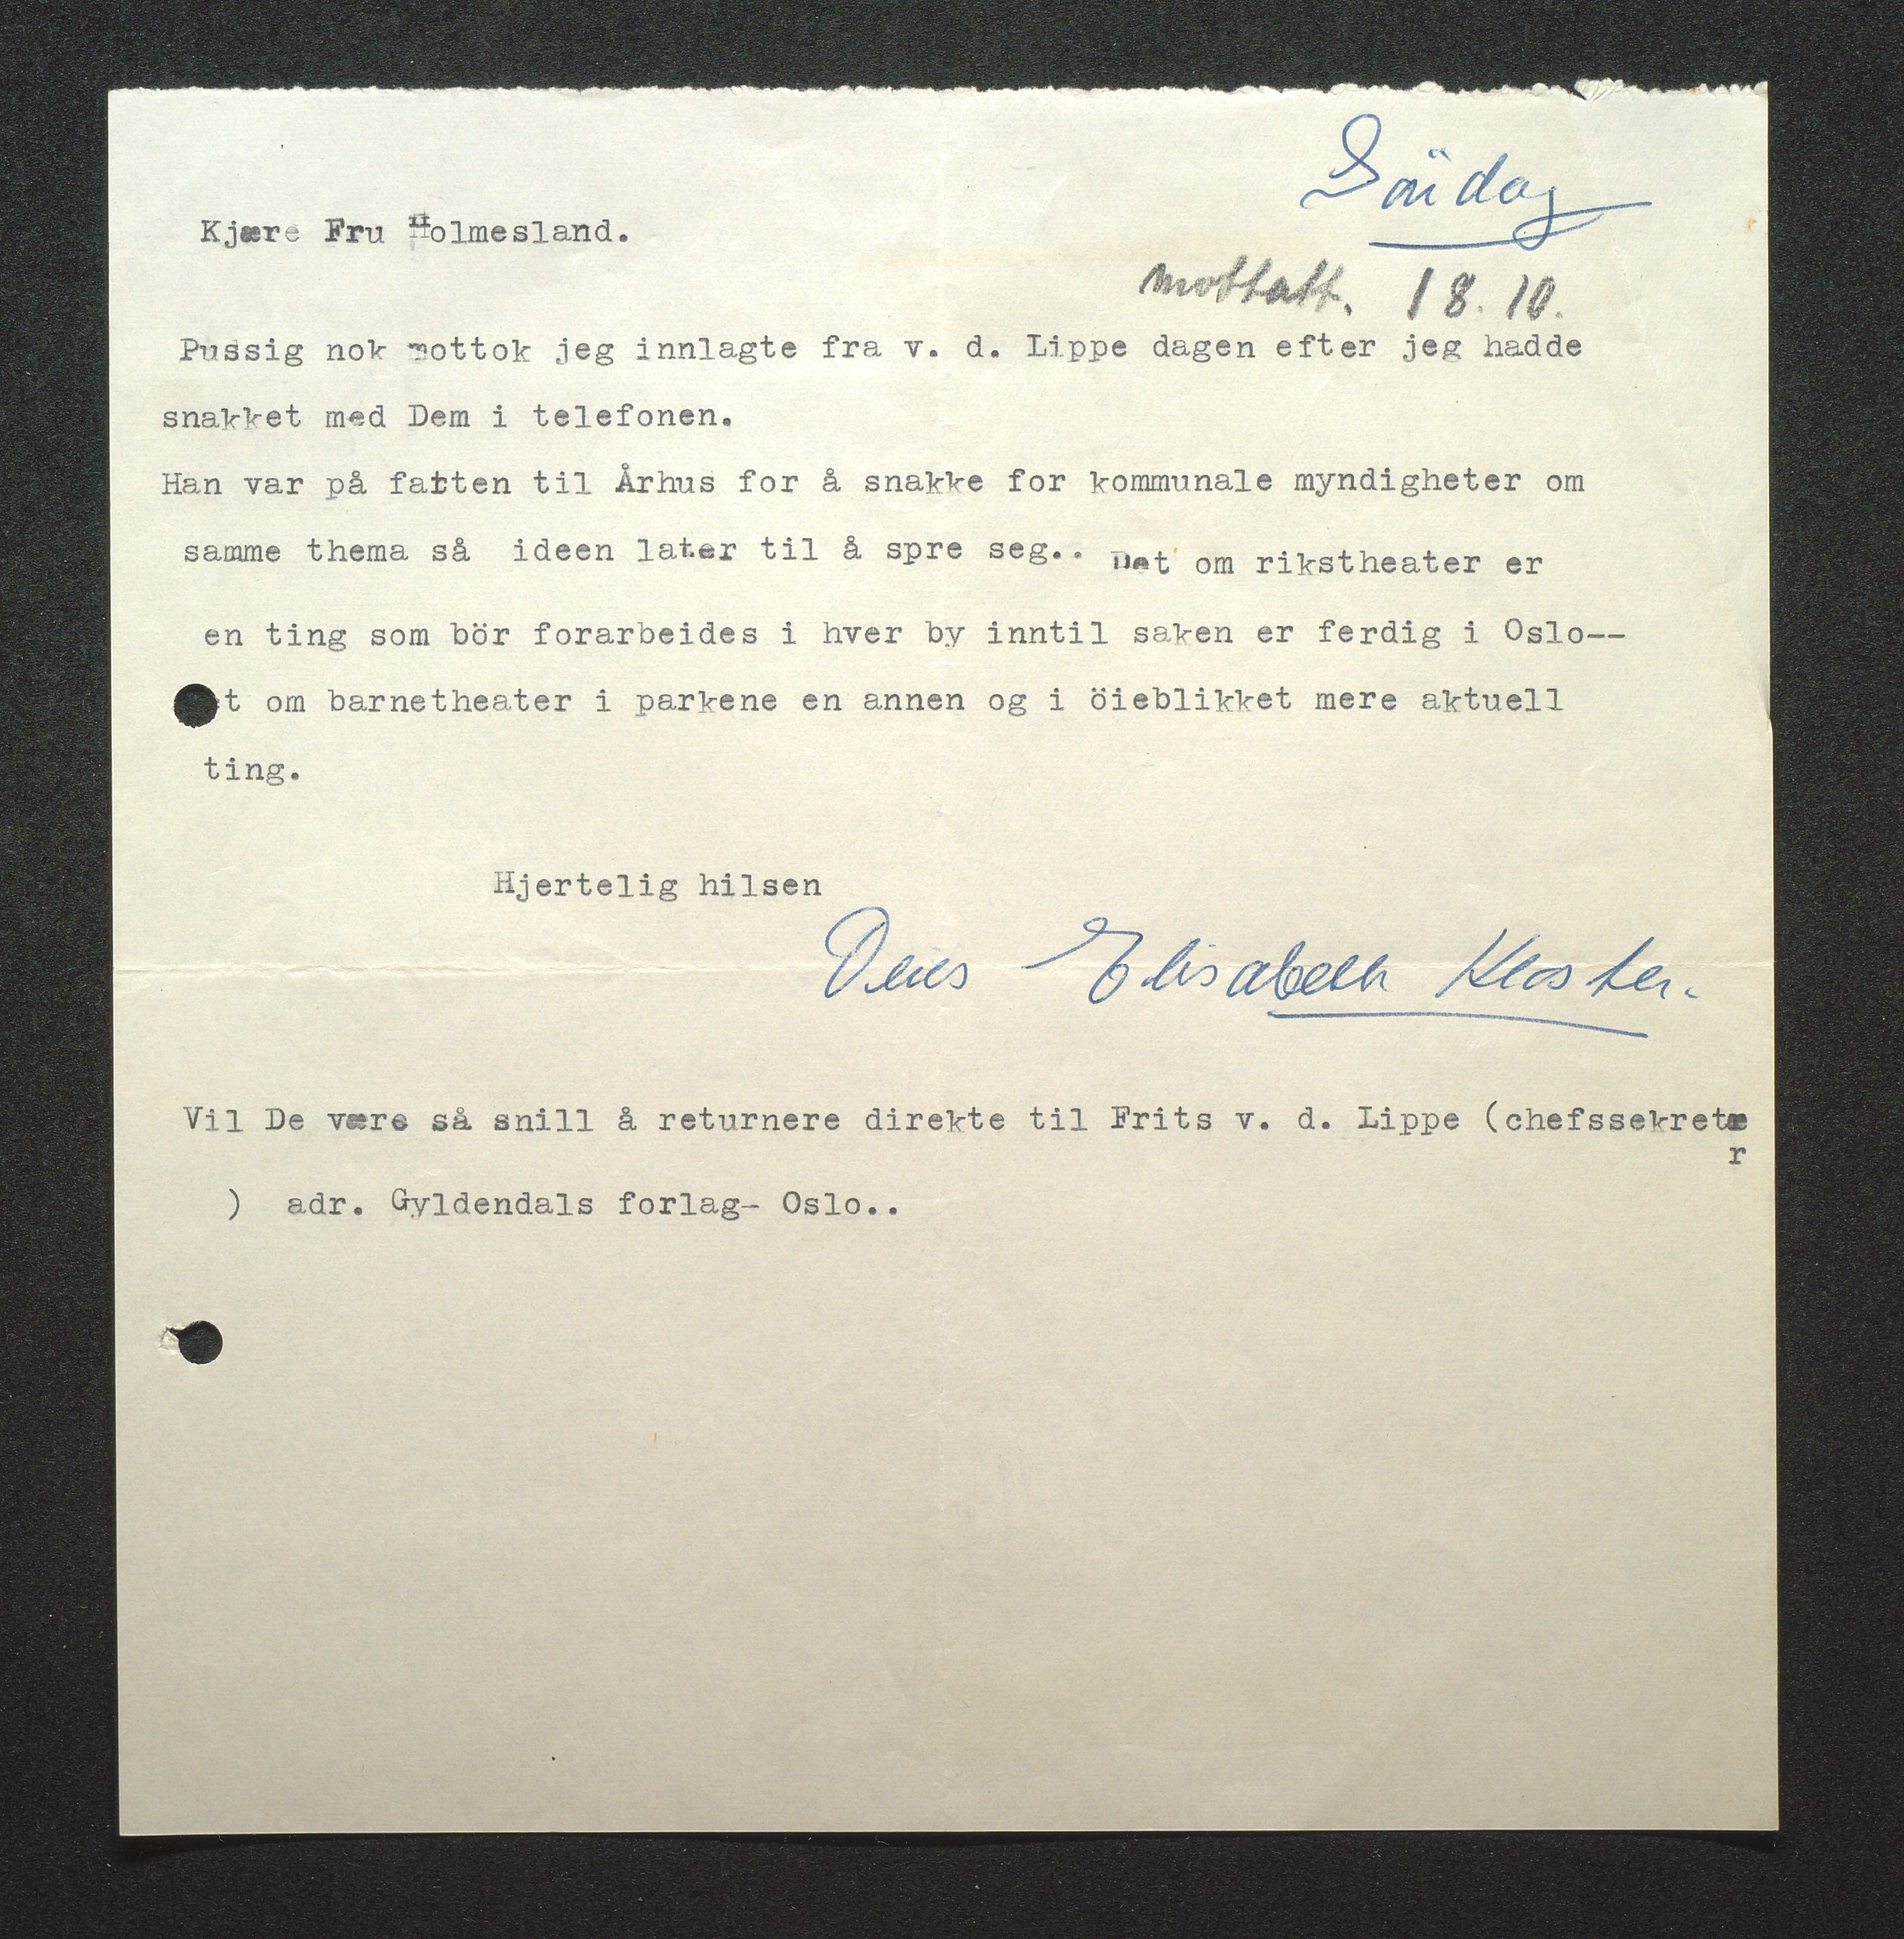 Söndag
Kjære Fru Holmesland.
mottatt. 18.10.
Pussig nok mottok jeg innlagte fra v. d. Lippe dagen efter jeg hadde
snakket med Dem i telefonen.
Han var på fatten til Århus for å snakke for kommunale myndigheter om
samme thema så ideen later til å spre seg.. Det om rikstheater er
en ting som bör forarbeides i hver by inntil saken er ferdig i Oslo--
et om barnetheater i parkene en annen og i öieblikket mere aktuell
ting.
Hjertelig hilsen
Deres Elisabeth Kloster.
Vil De være så snill å returnere direkte til Frits v. d. Lippe (chefssekretær
) adr. Gyldendals forlag- Oslo..